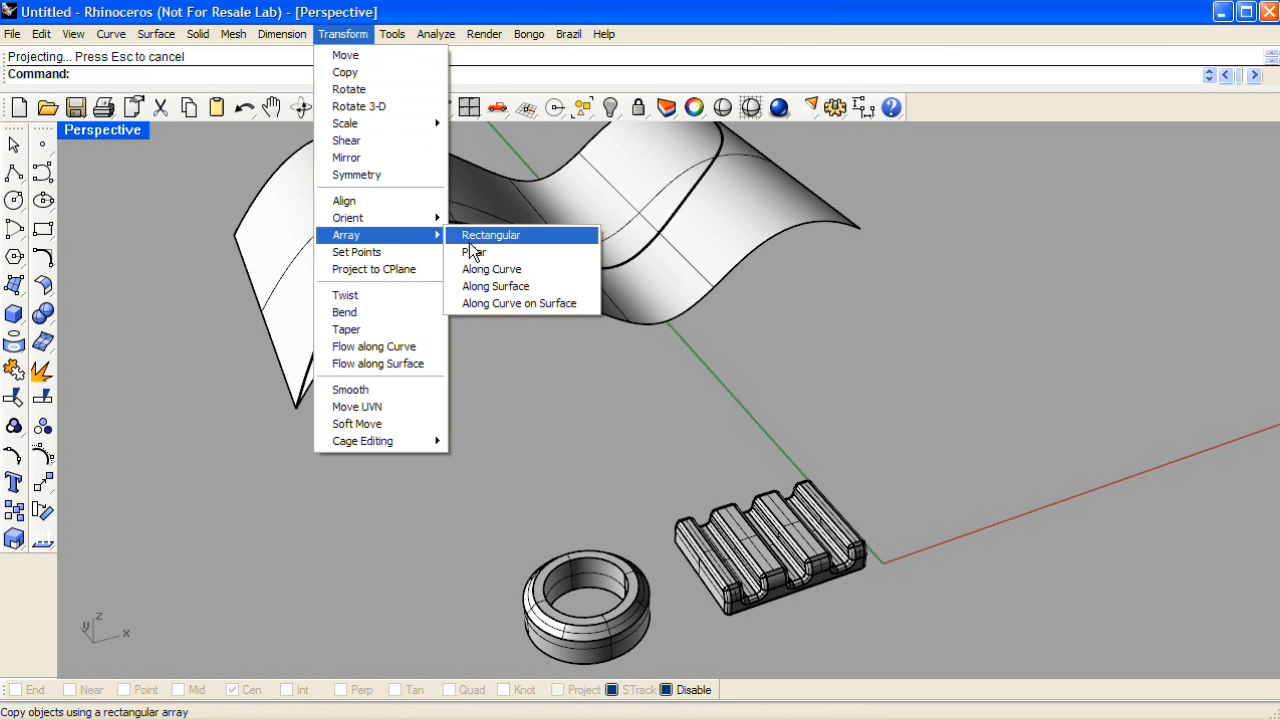 Untitled - Rhinoceros (Not For Resale Lab) - [Perspective]
File Edit View Curve Surface Solid Mesh Dimension Transform Tools Analyze Render Bongo Brazil Help
Projecting... Press Esc to cancel
Command:
Perspective
Move
Copy
Rotate
Rotate 3-D
Scale
Shear
Mirror
Symmetry
Align
Orient
Array
Set Points
Project to CPlane
Twist
Bend
Taper
Flow along Curve
Flow along Surface
Smooth
Move UVN
Soft Move
Cage Editing
Rectangular
Along Curve
Along Surface
Along Curve on Surface
z
y
x
End Near Point Mid Cen Int Perp Tan Quad Knot Project STrack Disable
Copy objects using a rectangular array